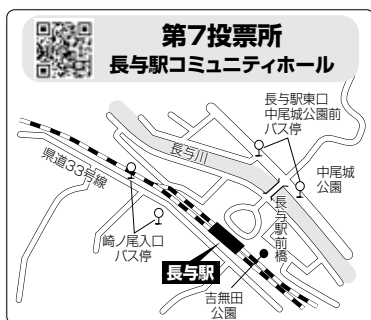 第7投票所
長与駅コミュニティホール
長与駅東口
中尾城公園前
バス停
長与川
県道33号線
中尾城
公園
長与駅前橋
崎ノ尾入口
バス停
長与駅
吉無田
公園